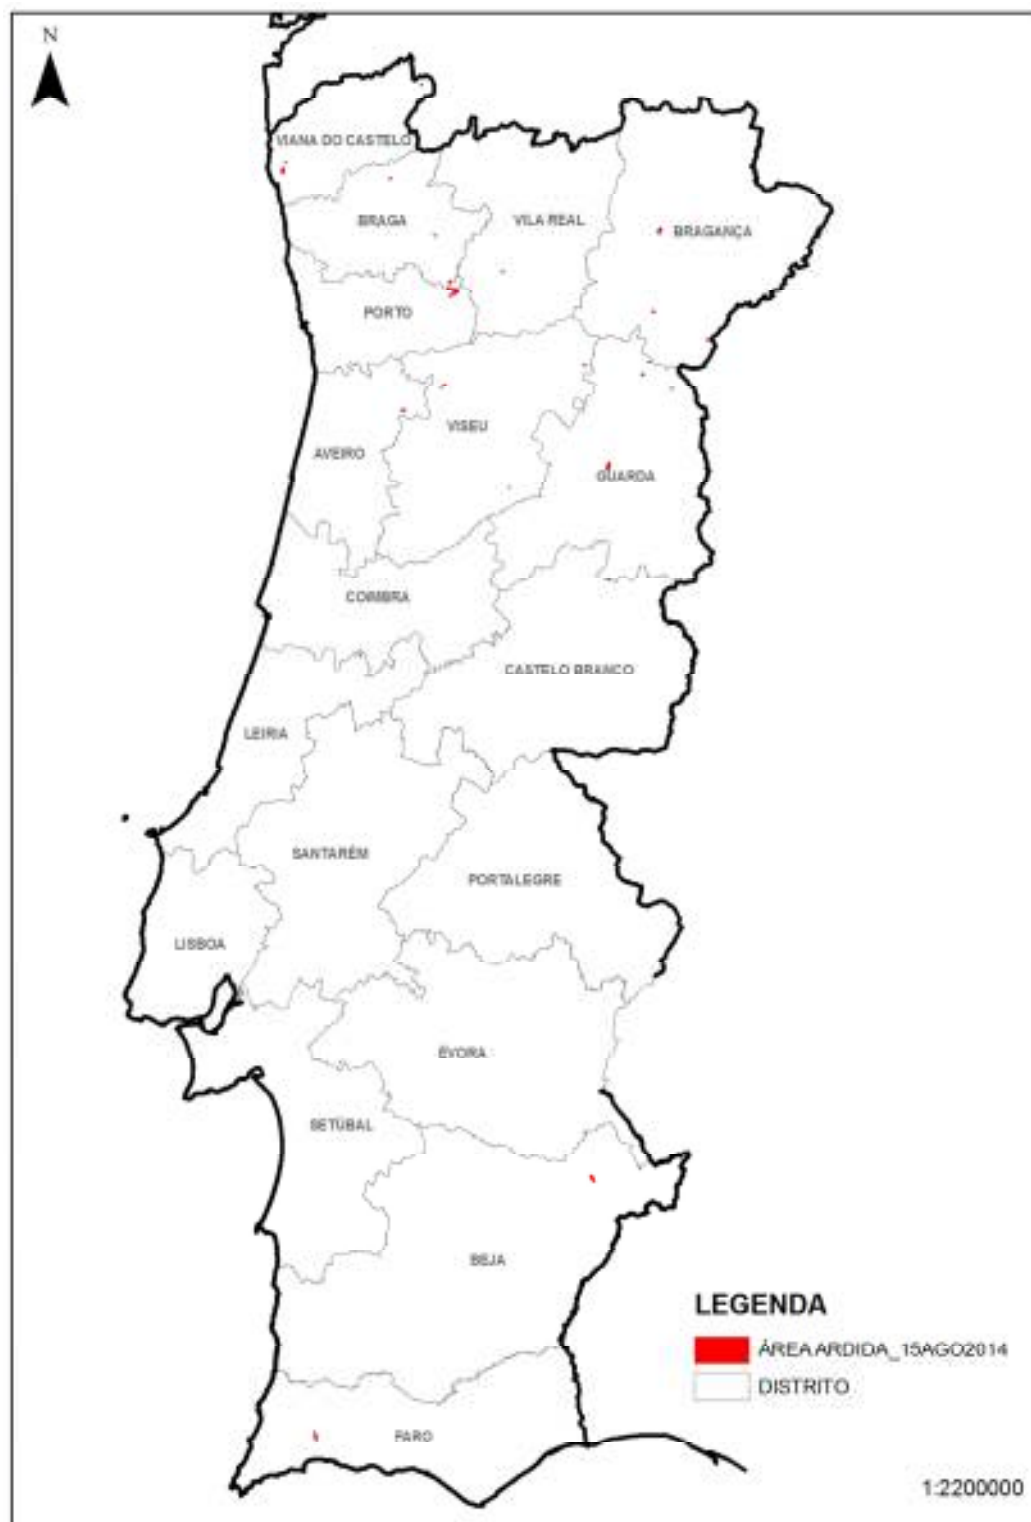 N
VIANA DO CASTELO
BRAGA
VILA REAL
BRAGANÇA
PORTO
VISEU
AVEIRO
GUARDA
COIMBRA
CASTELO BRANCO
LEIRIA
SANTARÉM
PORTALEGRE
LISBOA
ÉVORA
SETÚBAL
BEJA
LEGENDA
ÁREA ARDIDA_15AGO2014
DISTRITO
FARO
1:2200000